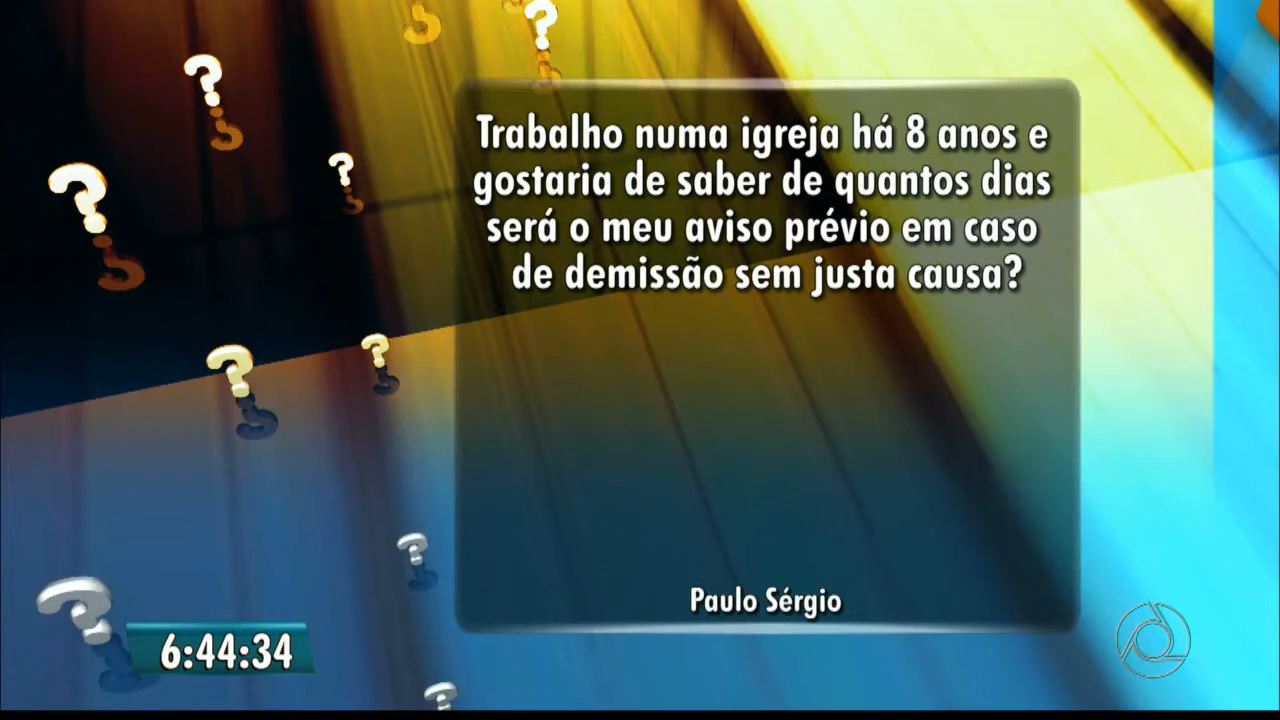 Trabalho numa igreja há 8 anos e
gostaria de saber de quantos dias
será o meu aviso prévio em caso
de demissão sem justa causa?
Paulo Sérgio
6:44:34